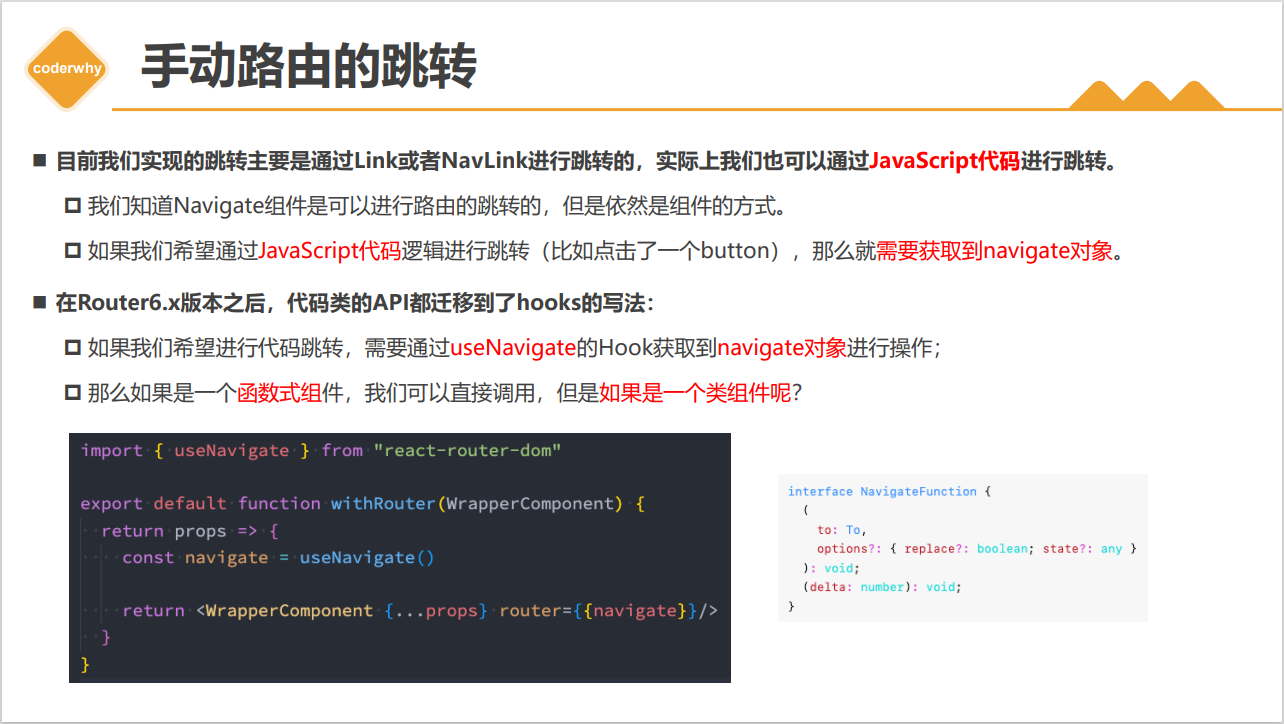 coderwhy
手动路由的跳转
目前我们实现的跳转主要是通过Link或者NavLink进行跳转的，实际上我们也可以通过JavaScript代码进行跳转。
我们知道Navigate组件是可以进行路由的跳转的，但是依然是组件的方式。
如果我们希望通过JavaScript代码逻辑进行跳转（比如点击了一个button），那么就需要获取到navigate对象。
在Router6.x版本之后，代码类的API都迁移到了hooks的写法：
如果我们希望进行代码跳转，需要通过useNavigate的Hook获取到navigate对象进行操作；
那么如果是一个函数式组件，我们可以直接调用，但是如果是一个类组件呢？
import { useNavigate } from "react-router-dom"
export default function withRouter(WrapperComponent) {
  return props => {
    const navigate = useNavigate()
    return <WrapperComponent {...props} router={{navigate}}/>
  }
}
interface NavigateFunction {
  (
    to: To,
    options?: { replace?: boolean; state?: any }
  ): void;
  (delta: number): void;
}